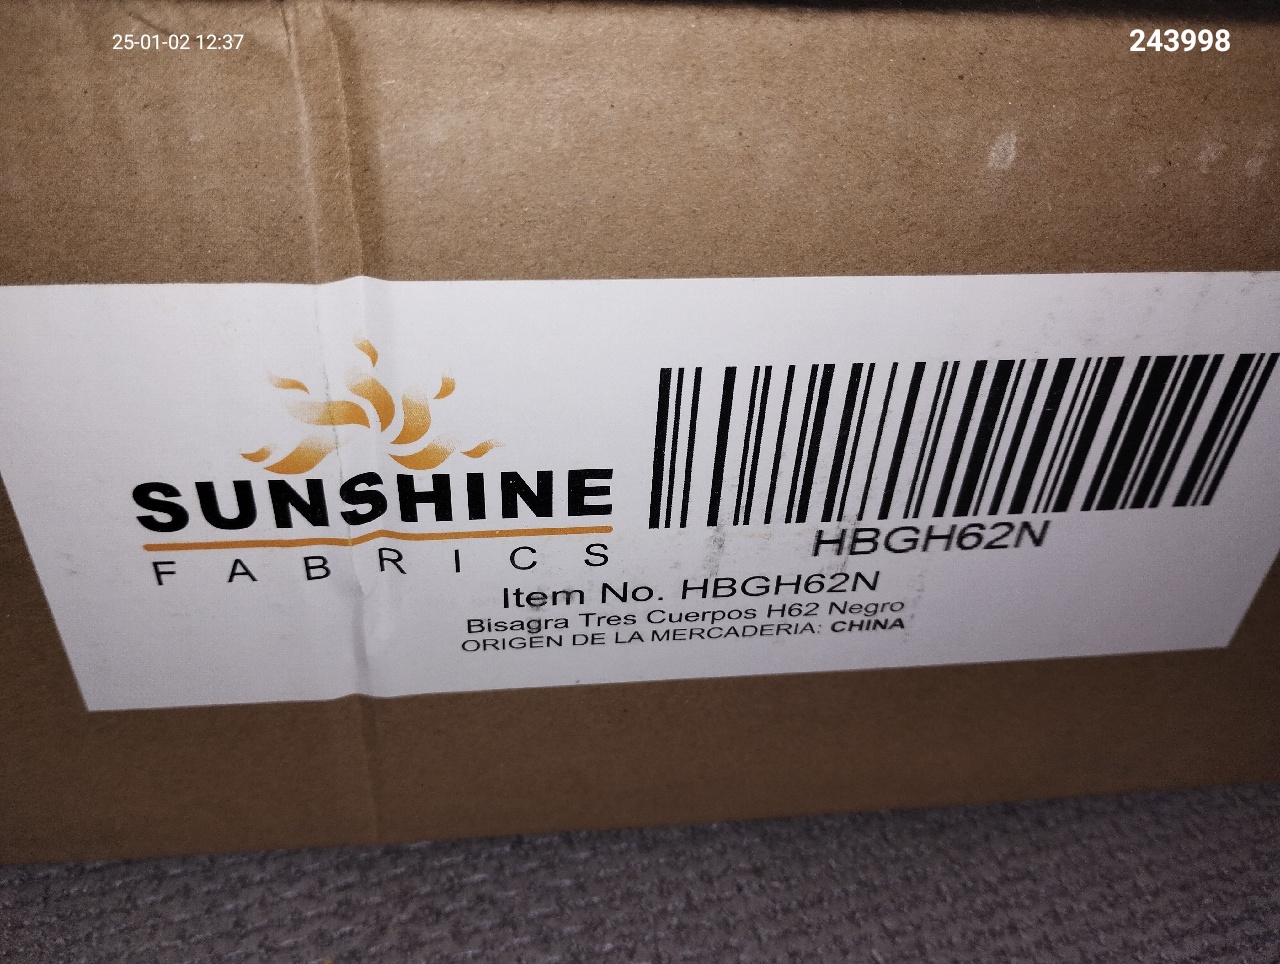 25-01-02 12:37
243998
SUNSHINE
FABRICS
HBGH62N
Item No. HBGH62N
Bisagra Tres Cuerpos H62 Negro
ORIGEN DE LA MERCADERIA: CHINA